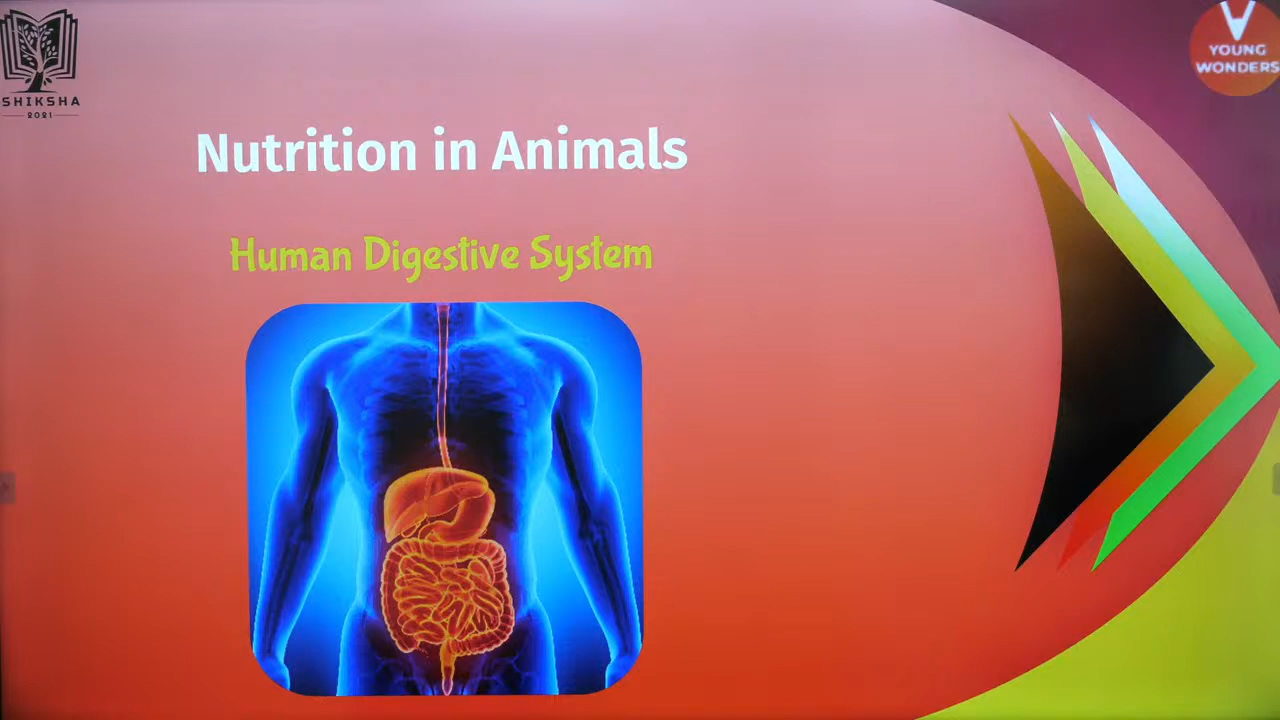 SHIKSHA
2021
YOUNG
WONDERS
Nutrition in Animals
Human Digestive System